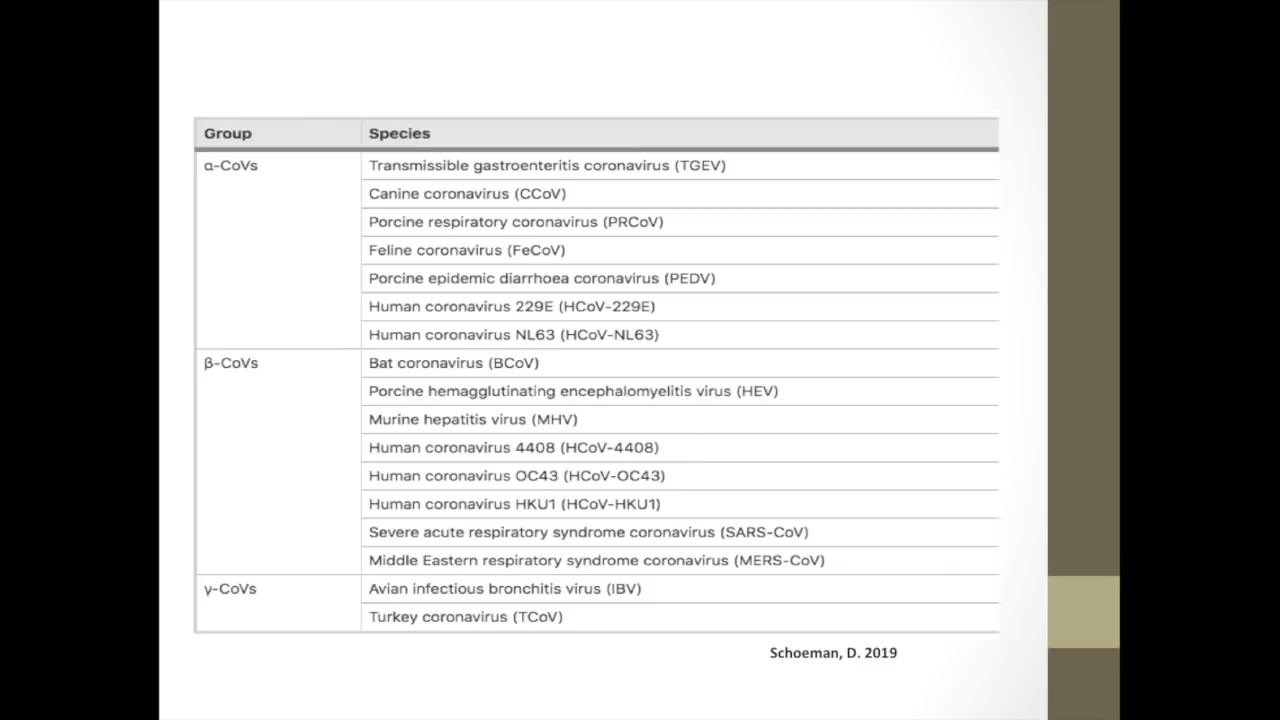 Group Species
α-CoVs Transmissible gastroenteritis coronavirus (TGEV)
Canine coronavirus (CCoV)
Porcine respiratory coronavirus (PRCoV)
Feline coronavirus (FeCoV)
Porcine epidemic diarrhoea coronavirus (PEDV)
Human coronavirus 229E (HCoV-229E)
Human coronavirus NL63 (HCoV-NL63)
β-CoVs Bat coronavirus (BCoV)
Porcine hemagglutinating encephalomyelitis virus (HEV)
Murine hepatitis virus (MHV)
Human coronavirus 4408 (HCoV-4408)
Human coronavirus OC43 (HCoV-OC43)
Human coronavirus HKU1 (HCoV-HKU1)
Severe acute respiratory syndrome coronavirus (SARS-CoV)
Middle Eastern respiratory syndrome coronavirus (MERS-CoV)
γ-CoVs Avian infectious bronchitis virus (IBV)
Turkey coronavirus (TCoV)
Schoeman, D. 2019